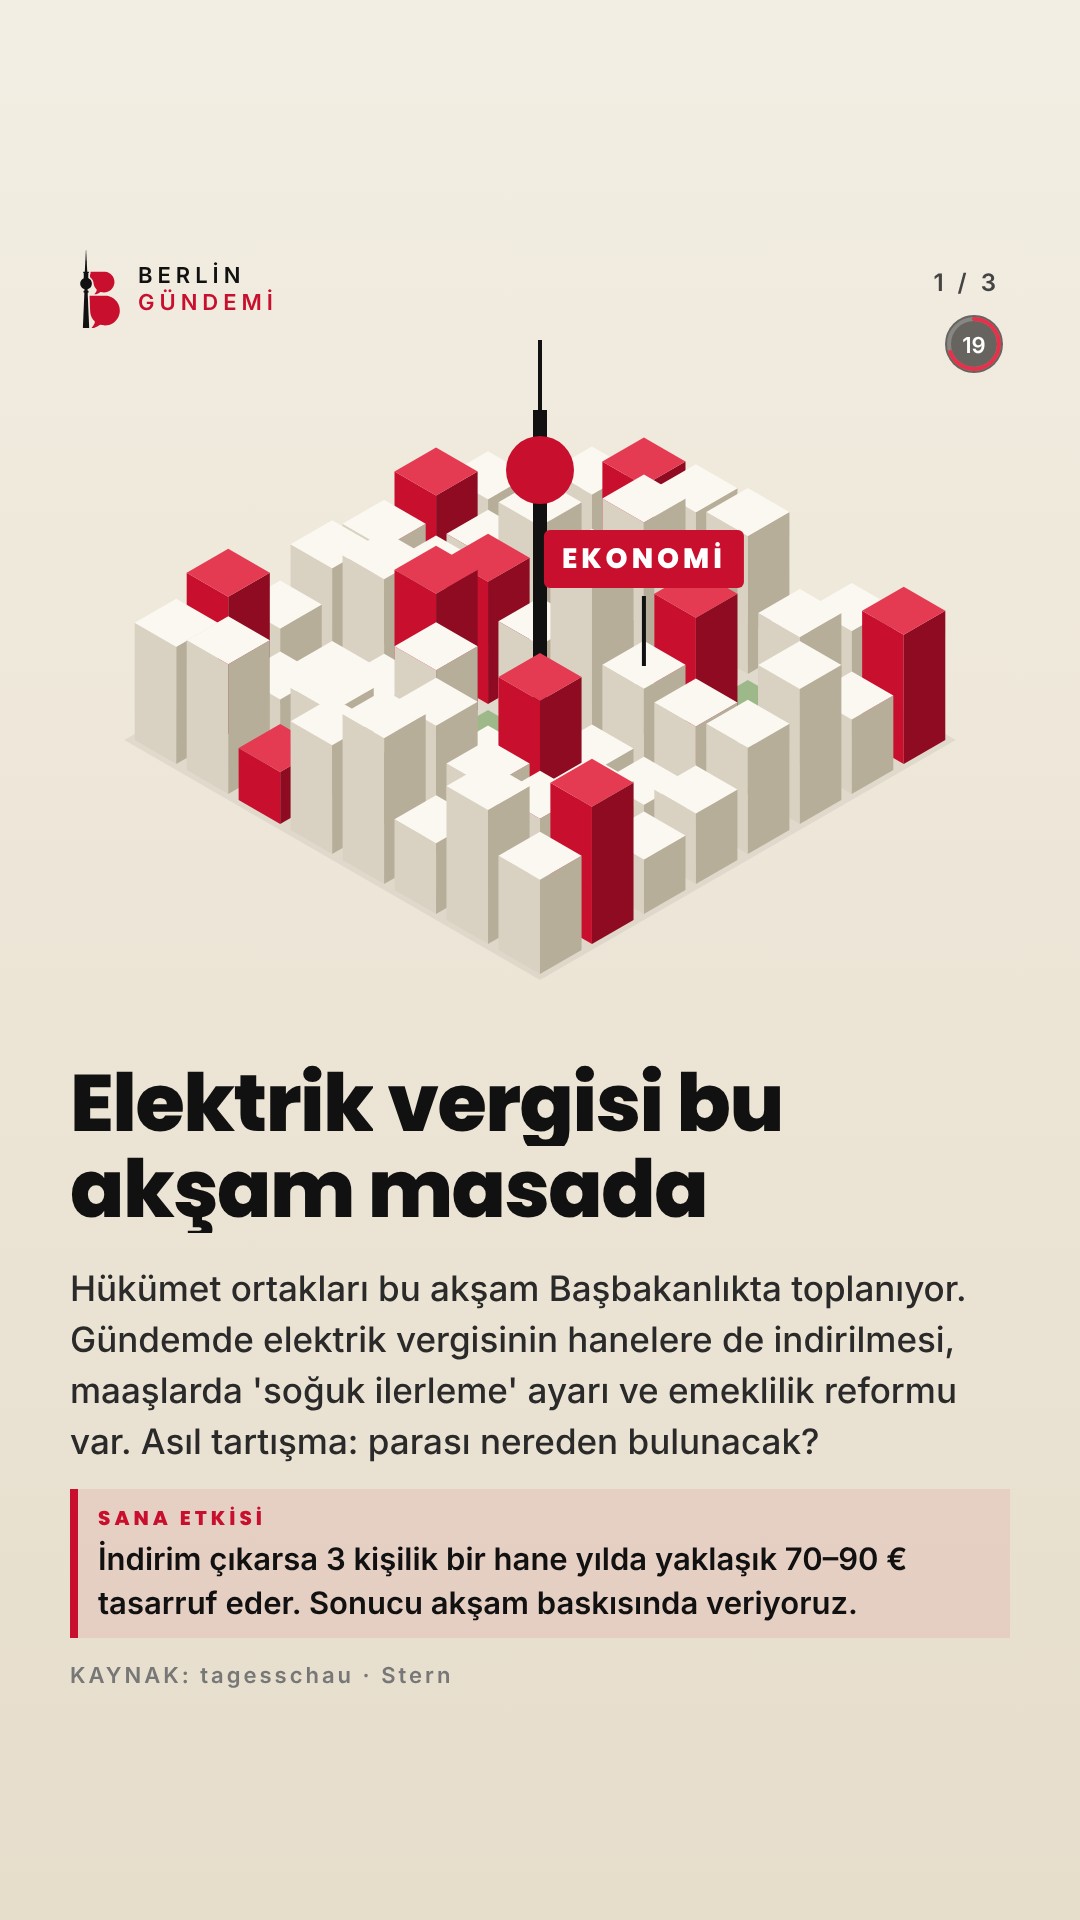 BERLİN
GÜNDEMİ
1 / 3
19
EKONOMİ
Elektrik vergisi bu
akşam masada
Hükümet ortakları bu akşam Başbakanlıkta toplanıyor.
Gündemde elektrik vergisinin hanelere de indirilmesi,
maaşlarda 'soğuk ilerleme' ayarı ve emeklilik reformu
var. Asıl tartışma: parası nereden bulunacak?
SANA ETKİSİ
İndirim çıkarsa 3 kişilik bir hane yılda yaklaşık 70–90 €
tasarruf eder. Sonucu akşam baskısında veriyoruz.
KAYNAK: tagesschau · Stern